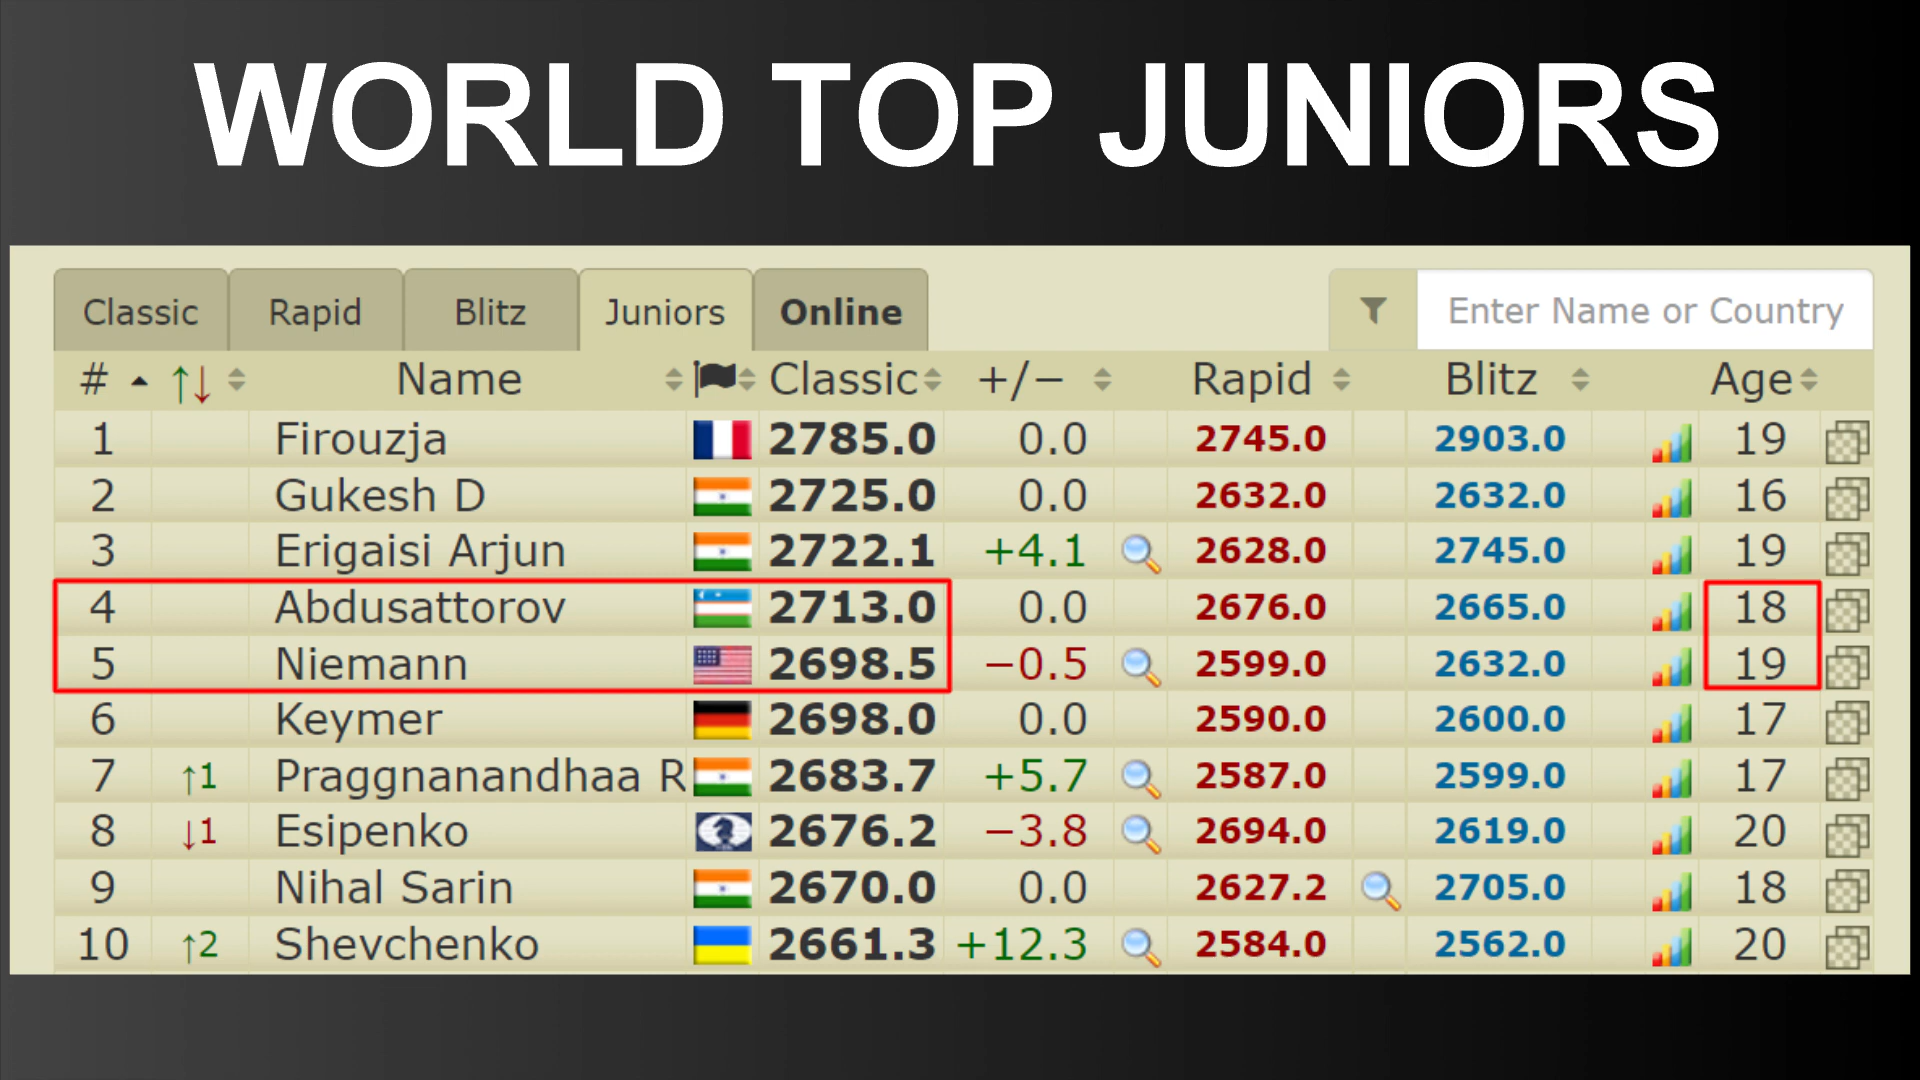 WORLD TOP JUNIORS
Classic Rapid Blitz Juniors Online Enter Name or Country
# ↑↓ Name Classic +/− Rapid Blitz Age
1 Firouzja 2785.0 0.0 2745.0 2903.0 19
2 Gukesh D 2725.0 0.0 2632.0 2632.0 16
3 Erigaisi Arjun 2722.1 +4.1 2628.0 2745.0 19
4 Abdusattorov 2713.0 0.0 2676.0 2665.0 18
5 Niemann 2698.5 −0.5 2599.0 2632.0 19
6 Keymer 2698.0 0.0 2590.0 2600.0 17
7 ↑1 Praggnanandhaa R 2683.7 +5.7 2587.0 2599.0 17
8 ↓1 Esipenko 2676.2 −3.8 2694.0 2619.0 20
9 Nihal Sarin 2670.0 0.0 2627.2 2705.0 18
10 ↑2 Shevchenko 2661.3 +12.3 2584.0 2562.0 20